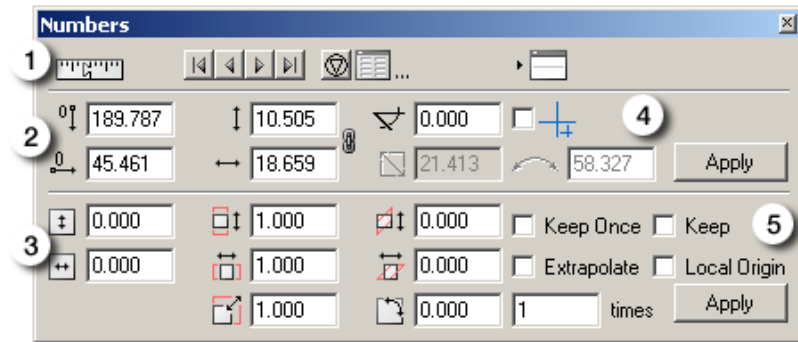 Numbers
1
...
0 189.787 10.505 0.000 4
2
0 45.461 18.659 21.413 58.327 Apply
0.000 1.000 0.000 Keep Once Keep 5
3
0.000 1.000 0.000 Extrapolate Local Origin
1.000 0.000 1 times Apply